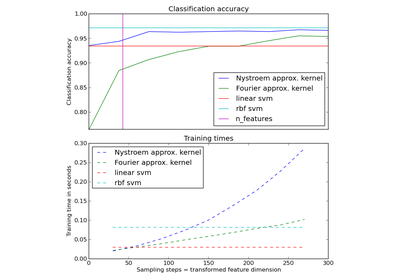 Classification accuracy
1.00
0.95
0.90
0.85
0.80
Classification accuracy
Nystroem approx. kernel
Fourier approx. kernel
linear svm
rbf svm
n_features
Training times
0.30
0.25
0.20
0.15
0.10
0.05
0.00
Training time in seconds
Nystroem approx. kernel
Fourier approx. kernel
linear svm
rbf svm
0
50
100
150
200
250
300
Sampling steps = transformed feature dimension